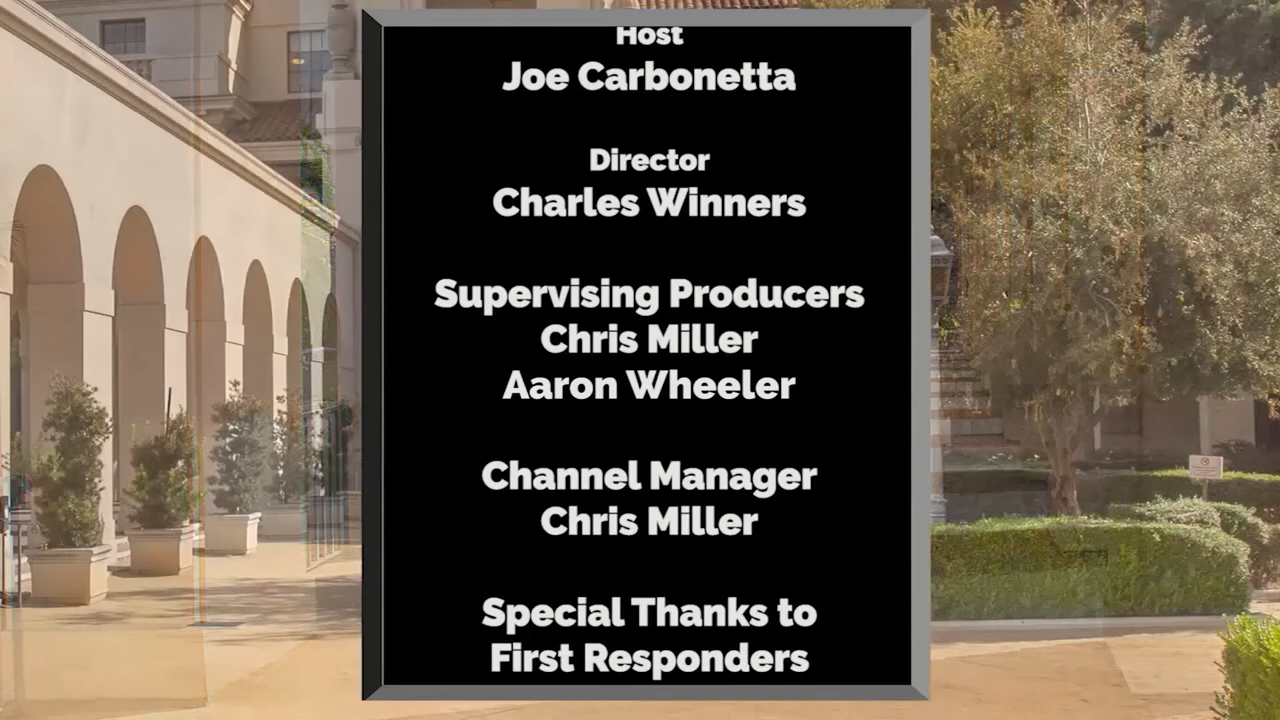 Host
Joe Carbonetta
Director
Charles Winners
Supervising Producers
Chris Miller
Aaron Wheeler
Channel Manager
Chris Miller
Special Thanks to
First Responders